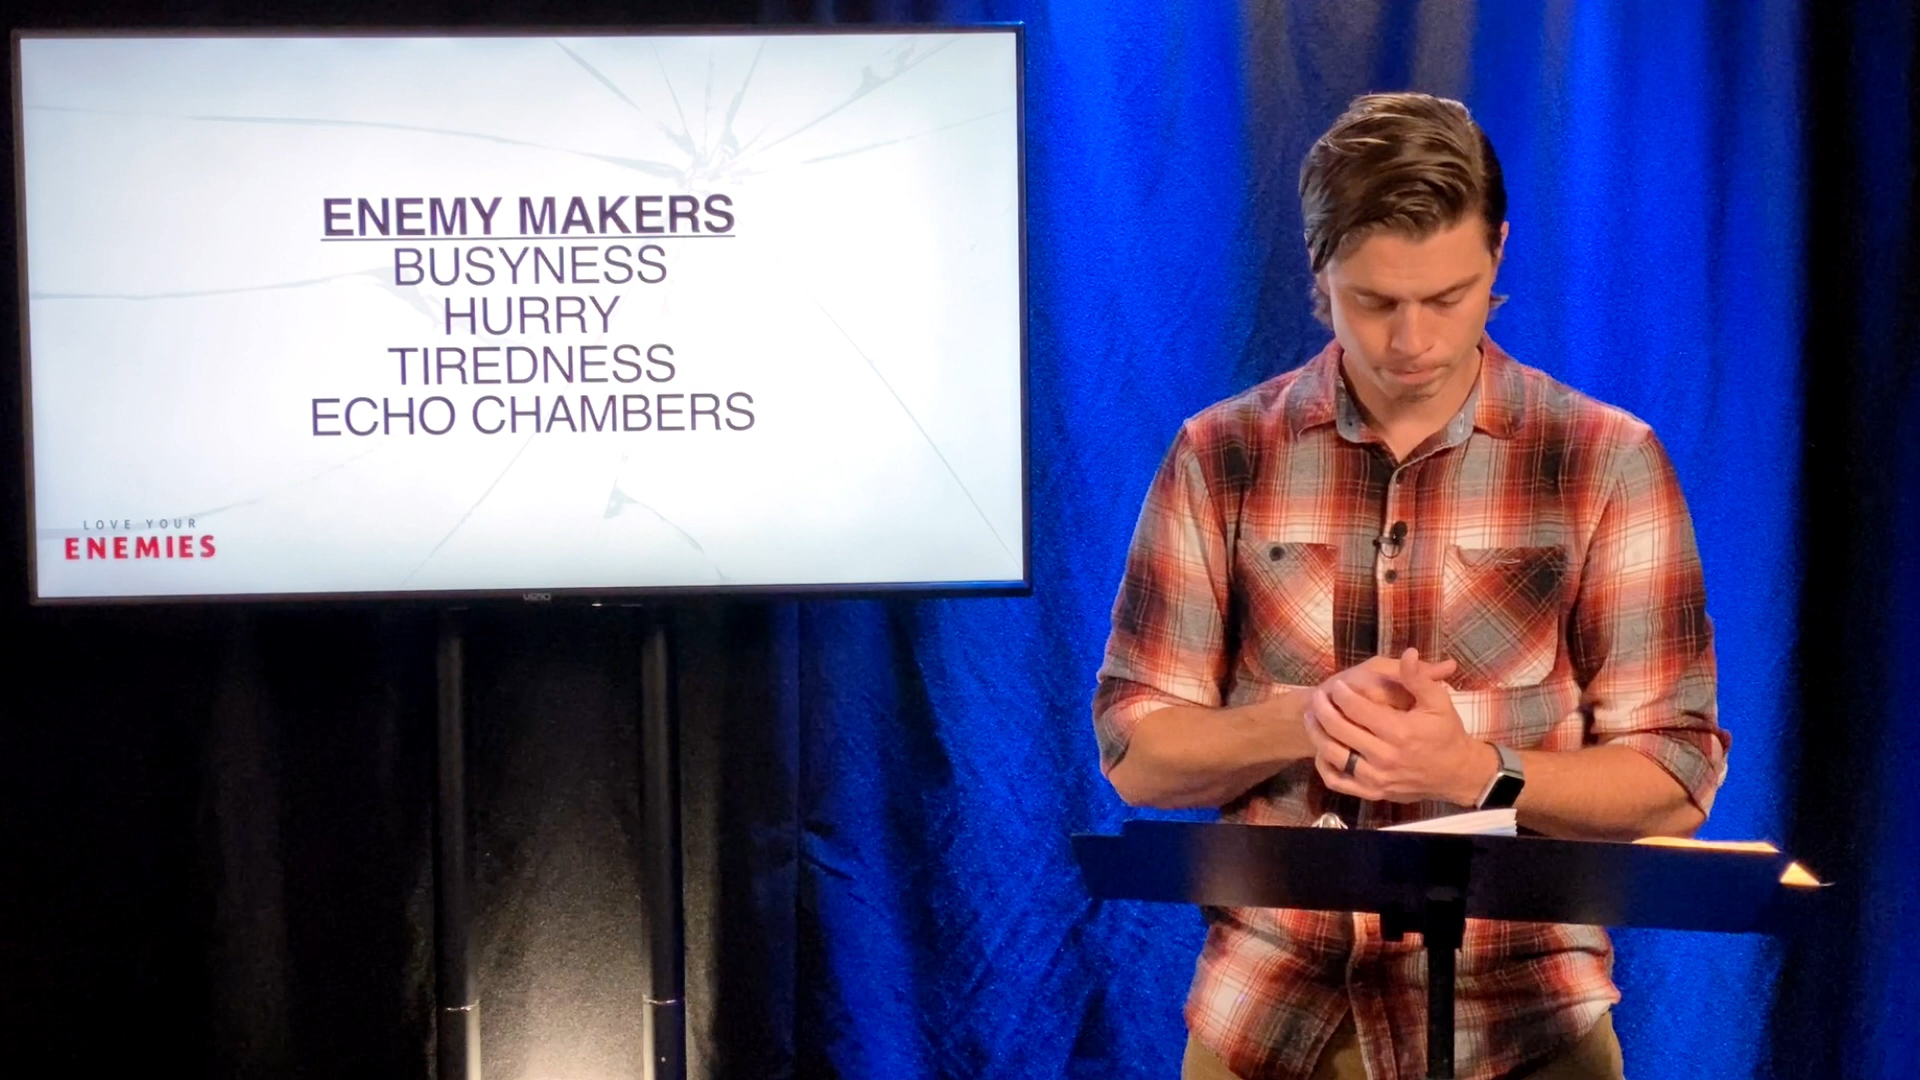 ENEMY MAKERS
BUSYNESS
HURRY
TIREDNESS
ECHO CHAMBERS
LOVE YOUR
ENEMIES
VIZIO